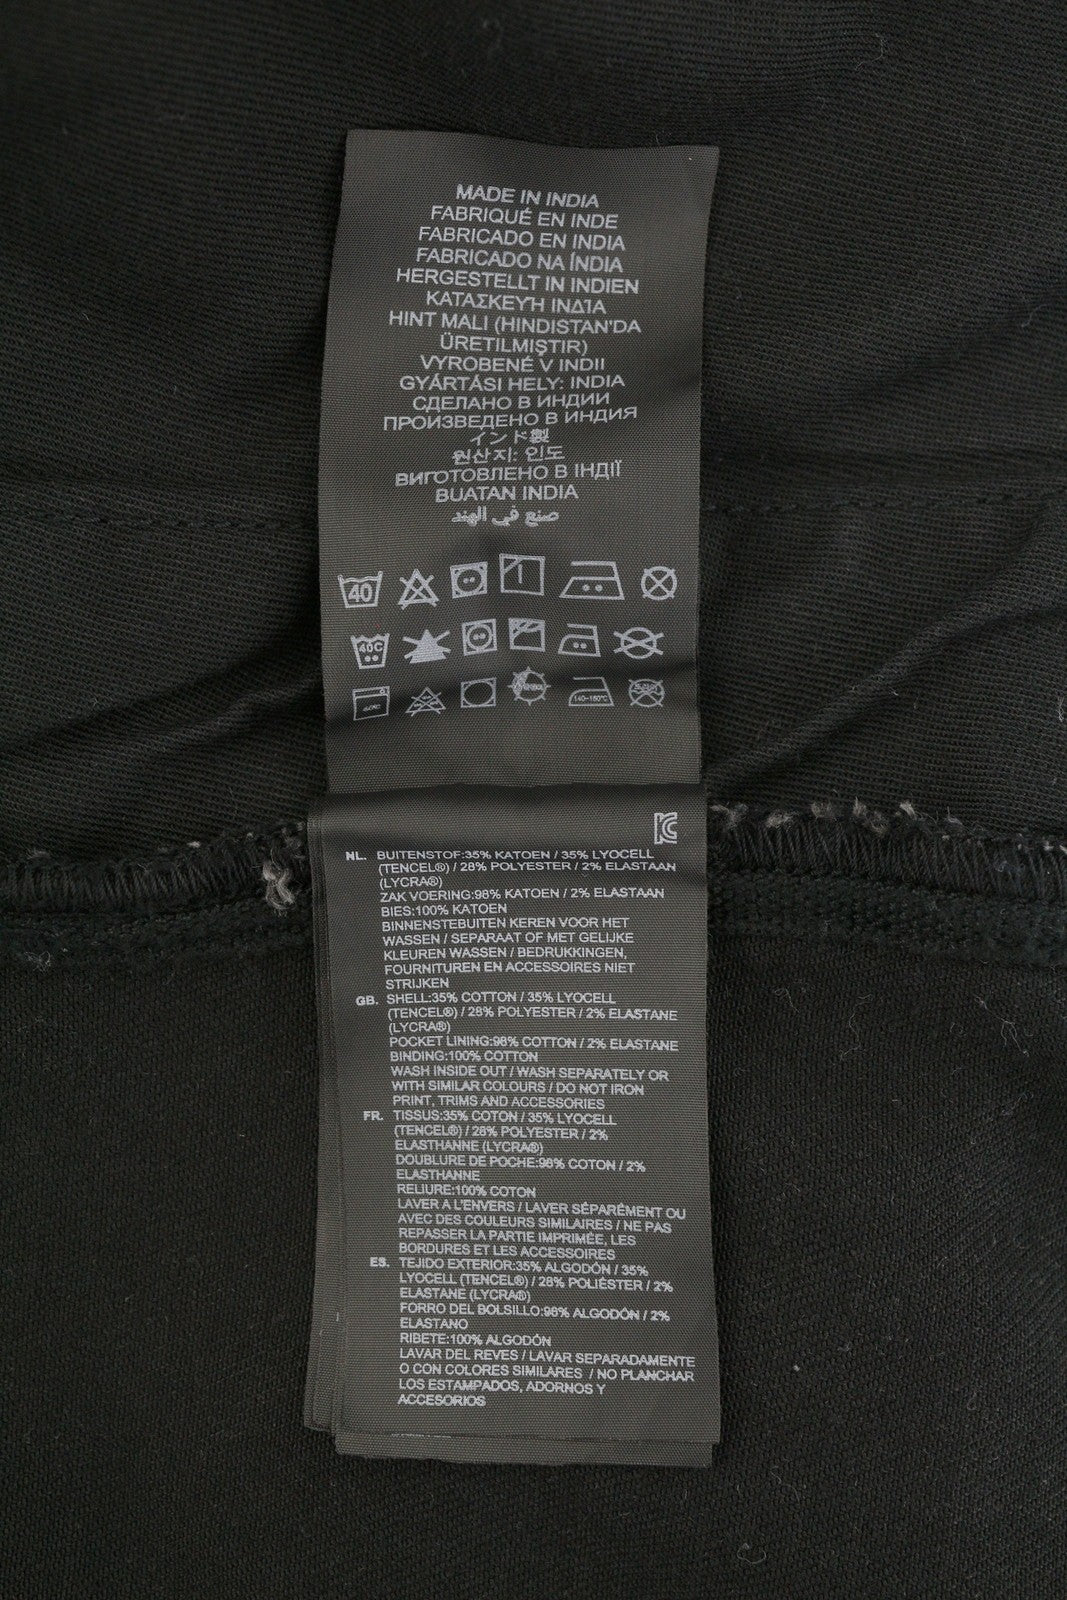 MADE IN INDIA
FABRIQUÉ EN INDE
FABRICADO EN INDIA
FABRICADO NA ÍNDIA
HERGESTELLT IN INDIEN
ΚΑΤΑΣΚΕΥΉ ΙΝΔΊΑ
HINT MALI (HINDISTAN'DA
ÜRETILMIŞTIR)
VYROBENÉ V INDII
GYÁRTÁSI HELY: INDIA
СДЕЛАНО В ИНДИИ
ПРОИЗВЕДЕНО В ИНДИЯ
インド製
원산지: 인도
ВИГОТОВЛЕНО В ІНДІЇ
BUATAN INDIA
صنع في الهند
40
40C
140-150°C
NL. BUITENSTOF:35% KATOEN / 35% LYOCELL
(TENCEL®) / 28% POLYESTER / 2% ELASTAAN
(LYCRA®)
ZAK VOERING:98% KATOEN / 2% ELASTAAN
BIES:100% KATOEN
BINNENSTEBUITEN KEREN VOOR HET
WASSEN / SEPARAAT OF MET GELIJKE
KLEUREN WASSEN / BEDRUKKINGEN,
FOURNITUREN EN ACCESSOIRES NIET
STRIJKEN
GB. SHELL:35% COTTON / 35% LYOCELL
(TENCEL®) / 28% POLYESTER / 2% ELASTANE
(LYCRA®)
POCKET LINING:98% COTTON / 2% ELASTANE
BINDING:100% COTTON
WASH INSIDE OUT / WASH SEPARATELY OR
WITH SIMILAR COLOURS / DO NOT IRON
PRINT, TRIMS AND ACCESSORIES
FR. TISSUS:35% COTON / 35% LYOCELL
(TENCEL®) / 28% POLYESTER / 2%
ELASTHANNE (LYCRA®)
DOUBLURE DE POCHE:98% COTON / 2%
ELASTHANNE
RELIURE:100% COTON
LAVER A L'ENVERS / LAVER SÉPARÉMENT OU
AVEC DES COULEURS SIMILAIRES / NE PAS
REPASSER LA PARTIE IMPRIMÉE, LES
BORDURES ET LES ACCESSOIRES
ES. TEJIDO EXTERIOR:35% ALGODÓN / 35%
LYOCELL (TENCEL®) / 28% POLIÉSTER / 2%
ELASTANE (LYCRA®)
FORRO DEL BOLSILLO:98% ALGODÓN / 2%
ELASTANO
RIBETE:100% ALGODÓN
LAVAR DEL REVES / LAVAR SEPARADAMENTE
O CON COLORES SIMILARES / NO PLANCHAR
LOS ESTAMPADOS, ADORNOS Y
ACCESORIOS